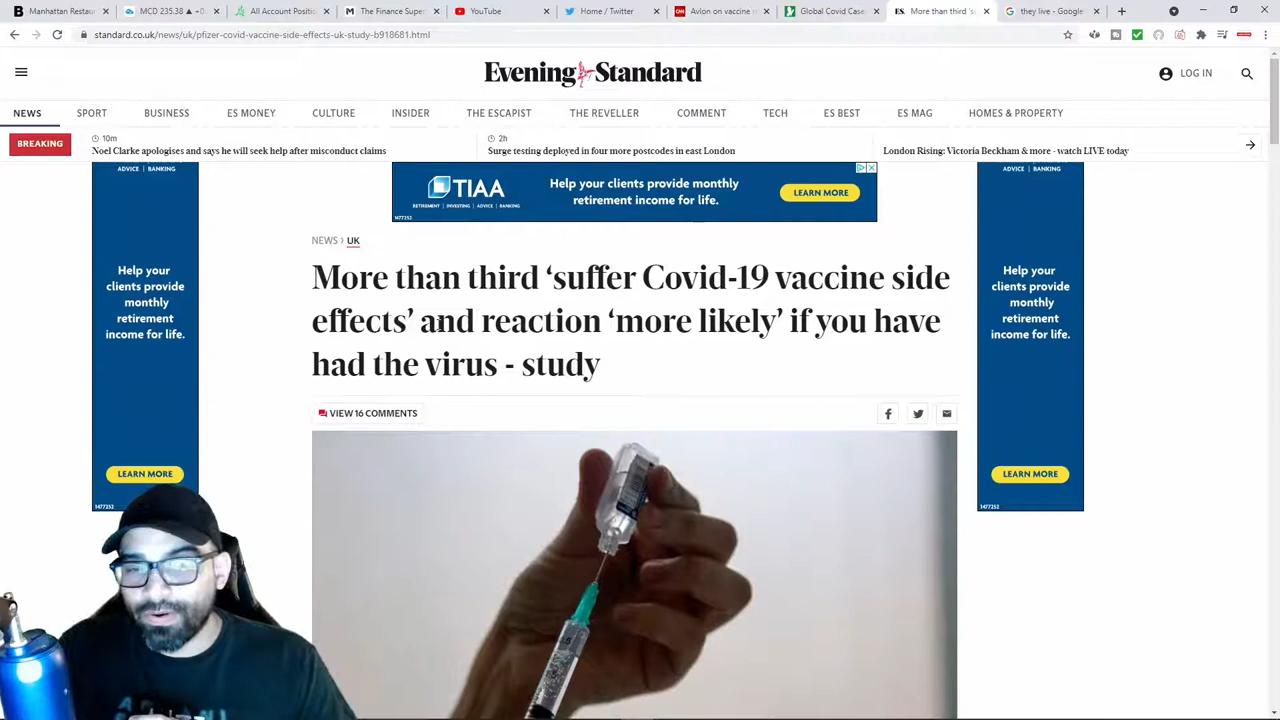 Manhattan Restau
MCD 235.38 ▲ +0.
All Account Positio
The Finance Super
YouTube
Home / Twitter
Avlon on vaccine m
Global Covid Cases
ES.
More than third 's
they live - Google
standard.co.uk/news/uk/pfizer-covid-vaccine-side-effects-uk-study-b918681.html
Evening Standard
LOG IN
NEWS
SPORT
BUSINESS
ES MONEY
CULTURE
INSIDER
THE ESCAPIST
THE REVELLER
COMMENT
TECH
ES BEST
ES MAG
HOMES & PROPERTY
BREAKING
10m
Noel Clarke apologises and says he will seek help after misconduct claims
2h
Surge testing deployed in four more postcodes in east London
London Rising: Victoria Beckham & more - watch LIVE today
ADVICE | BANKING
Help your
clients provide
monthly
retirement
income for life.
LEARN MORE
1477252
TIAA
RETIREMENT | INVESTING | ADVICE | BANKING
1477252
Help your clients provide monthly
retirement income for life.
LEARN MORE
ADVICE | BANKING
Help your
clients provide
monthly
retirement
income for life.
LEARN MORE
1477252
NEWS › UK
More than third ‘suffer Covid-19 vaccine side
effects’ and reaction ‘more likely’ if you have
had the virus - study
VIEW 16 COMMENTS